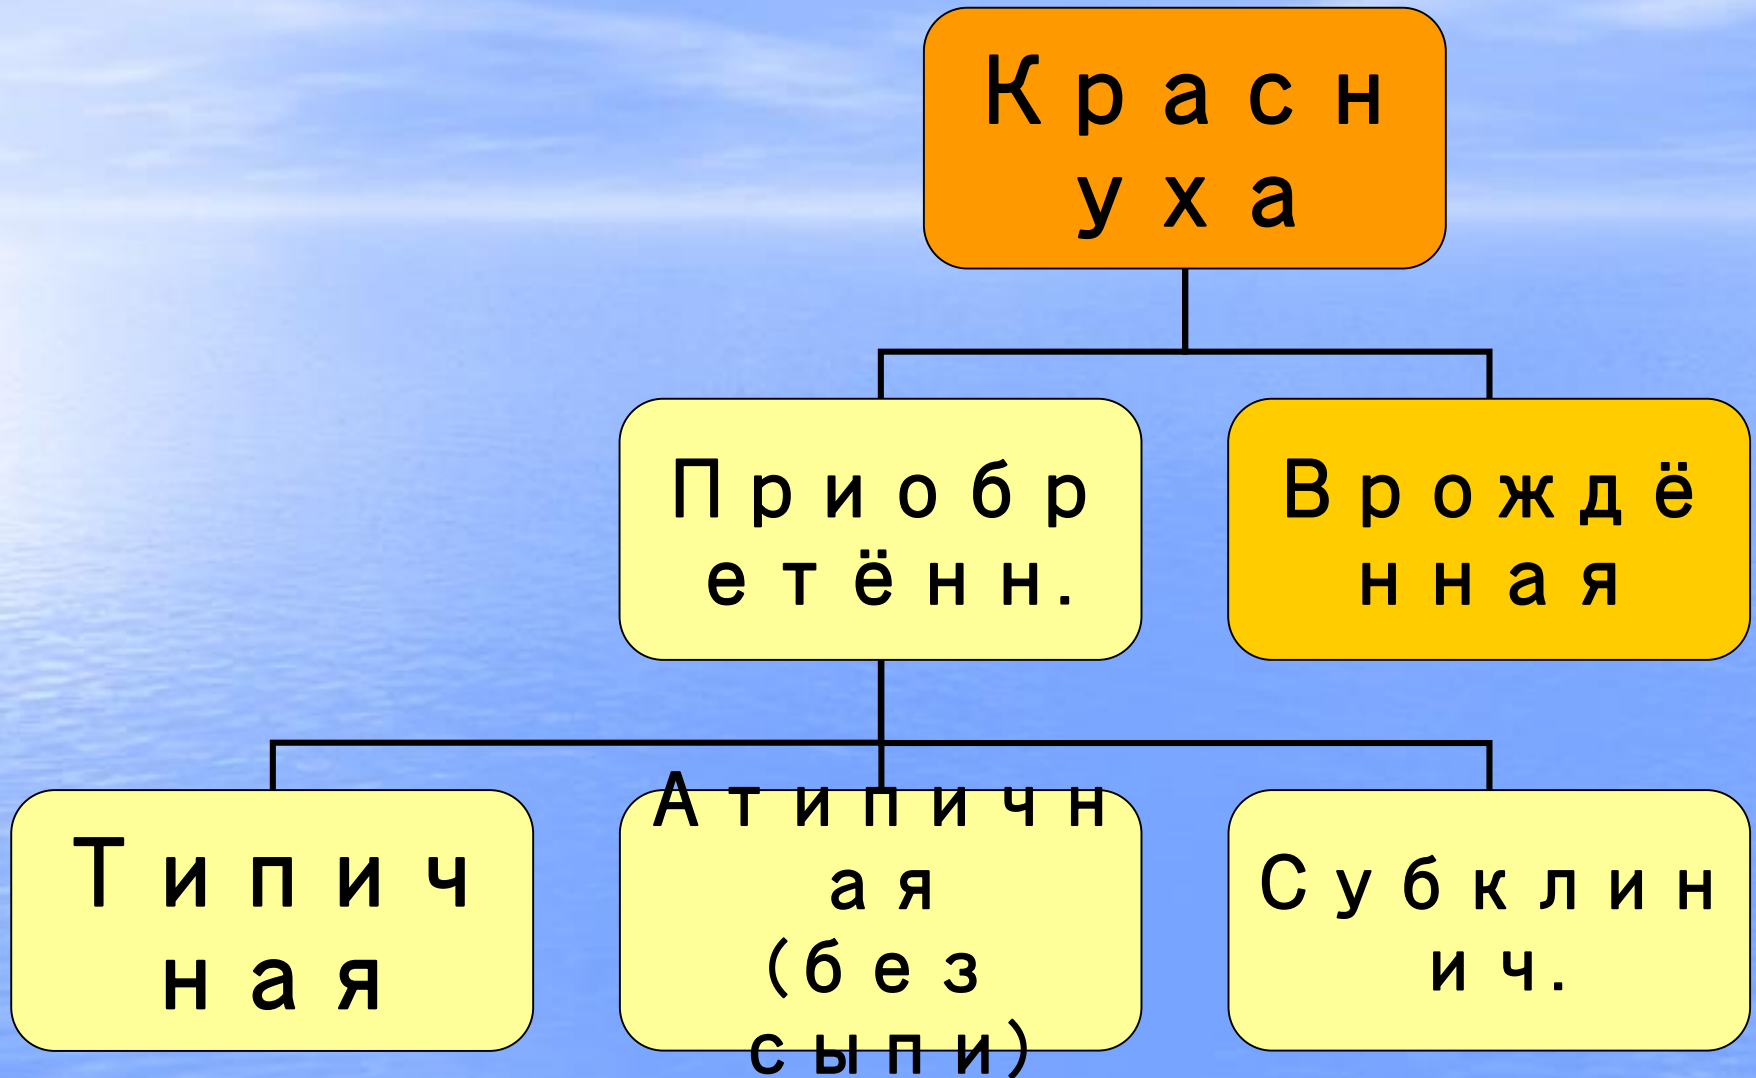 Красн
уха
Приобр
етённ.
Врождё
нная
Типич
ная
Атипичн
ая
(без
сыпи)
Субклин
ич.